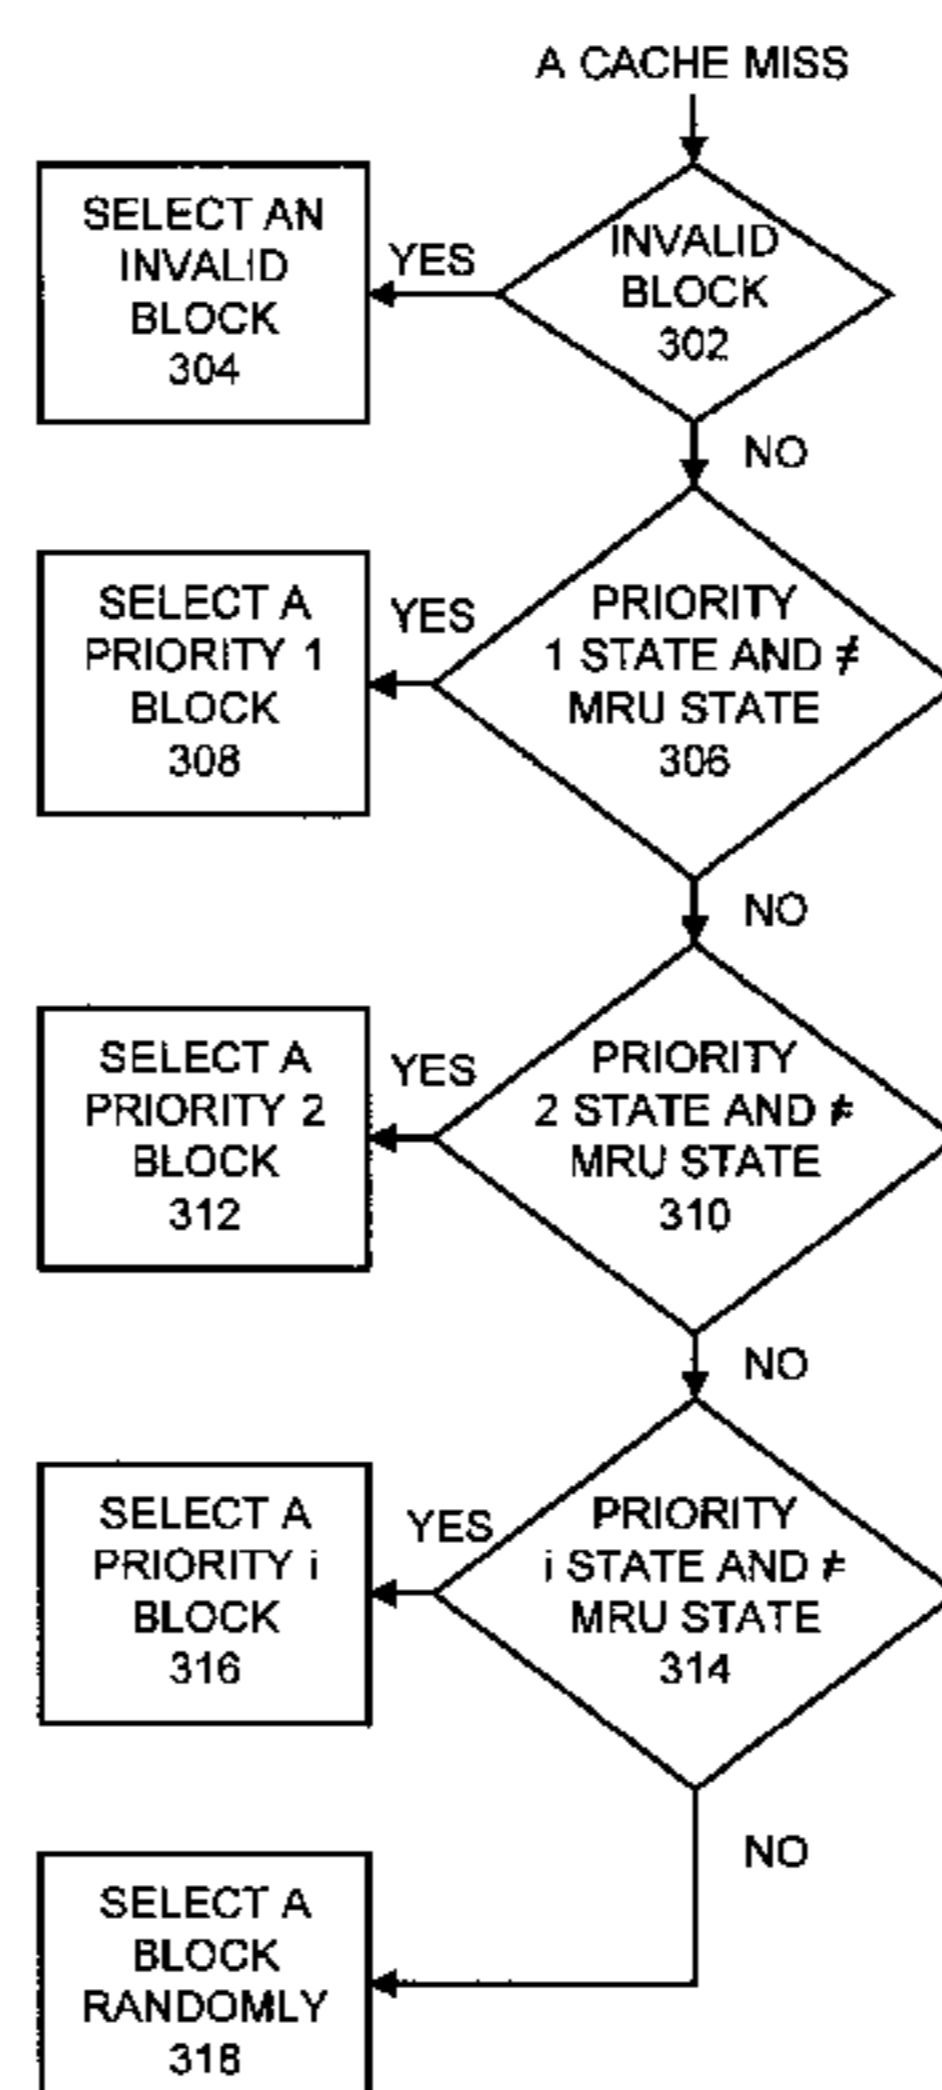 A CACHE MISS
SELECT AN
INVALID
BLOCK
304
YES
INVALID
BLOCK
302
NO
SELECT A
PRIORITY 1
BLOCK
308
YES
PRIORITY
1 STATE AND ≠
MRU STATE
306
NO
SELECT A
PRIORITY 2
BLOCK
312
YES
PRIORITY
2 STATE AND ≠
MRU STATE
310
NO
SELECT A
PRIORITY i
BLOCK
316
YES
PRIORITY
i STATE AND ≠
MRU STATE
314
NO
SELECT A
BLOCK
RANDOMLY
318